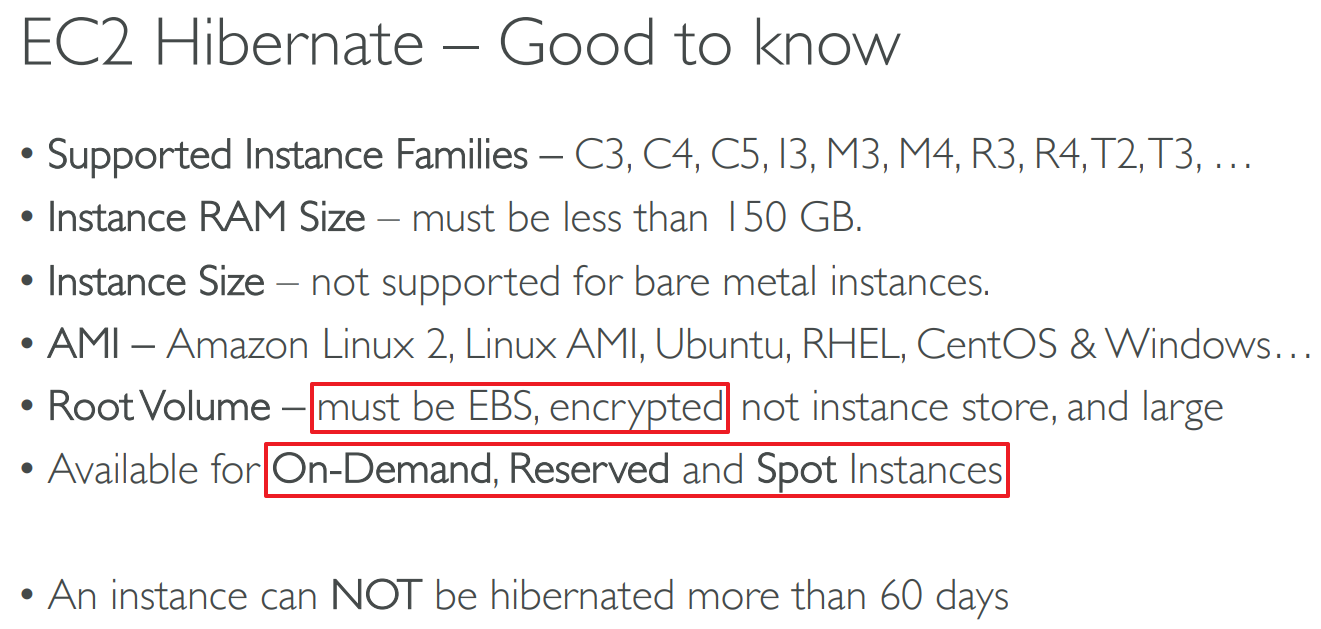 EC2 Hibernate – Good to know
• Supported Instance Families – C3, C4, C5, I3, M3, M4, R3, R4, T2, T3, …
• Instance RAM Size – must be less than 150 GB.
• Instance Size – not supported for bare metal instances.
• AMI – Amazon Linux 2, Linux AMI, Ubuntu, RHEL, CentOS & Windows…
• Root Volume – must be EBS, encrypted, not instance store, and large
• Available for On-Demand, Reserved and Spot Instances
• An instance can NOT be hibernated more than 60 days